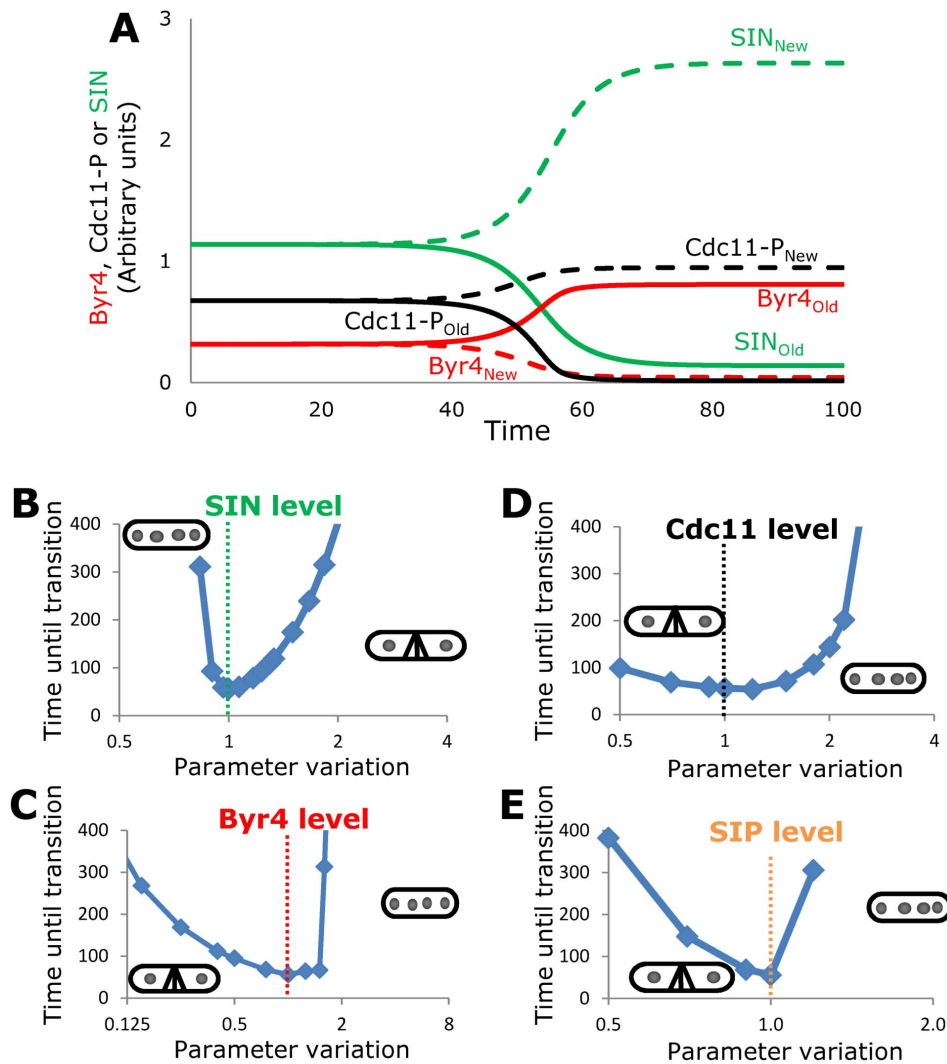 A
Byr4, Cdc11-P or SIN
(Arbitrary units)
3
2
1
0
SIN_New
Cdc11-P_New
Cdc11-P_Old
Byr4_Old
Byr4_New
SIN_Old
0 20 40 60 80 100
Time
B
SIN level
Time until transition
400
300
200
100
0
0.5 1 2 4
Parameter variation
D
Cdc11 level
Time until transition
400
300
200
100
0
0.5 1 2 4
Parameter variation
C
Byr4 level
Time until transition
400
300
200
100
0
0.125 0.5 2 8
Parameter variation
E
SIP level
Time until transition
400
300
200
100
0
0.5 1.0 2.0
Parameter variation